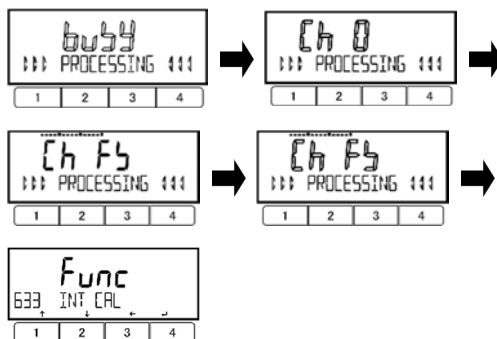 busy
PROCESSING
1 2 3 4
Ch 0
PROCESSING
1 2 3 4
Ch FS
PROCESSING
1 2 3 4
Ch FS
PROCESSING
1 2 3 4
Func
633 INT CAL
1 2 3 4